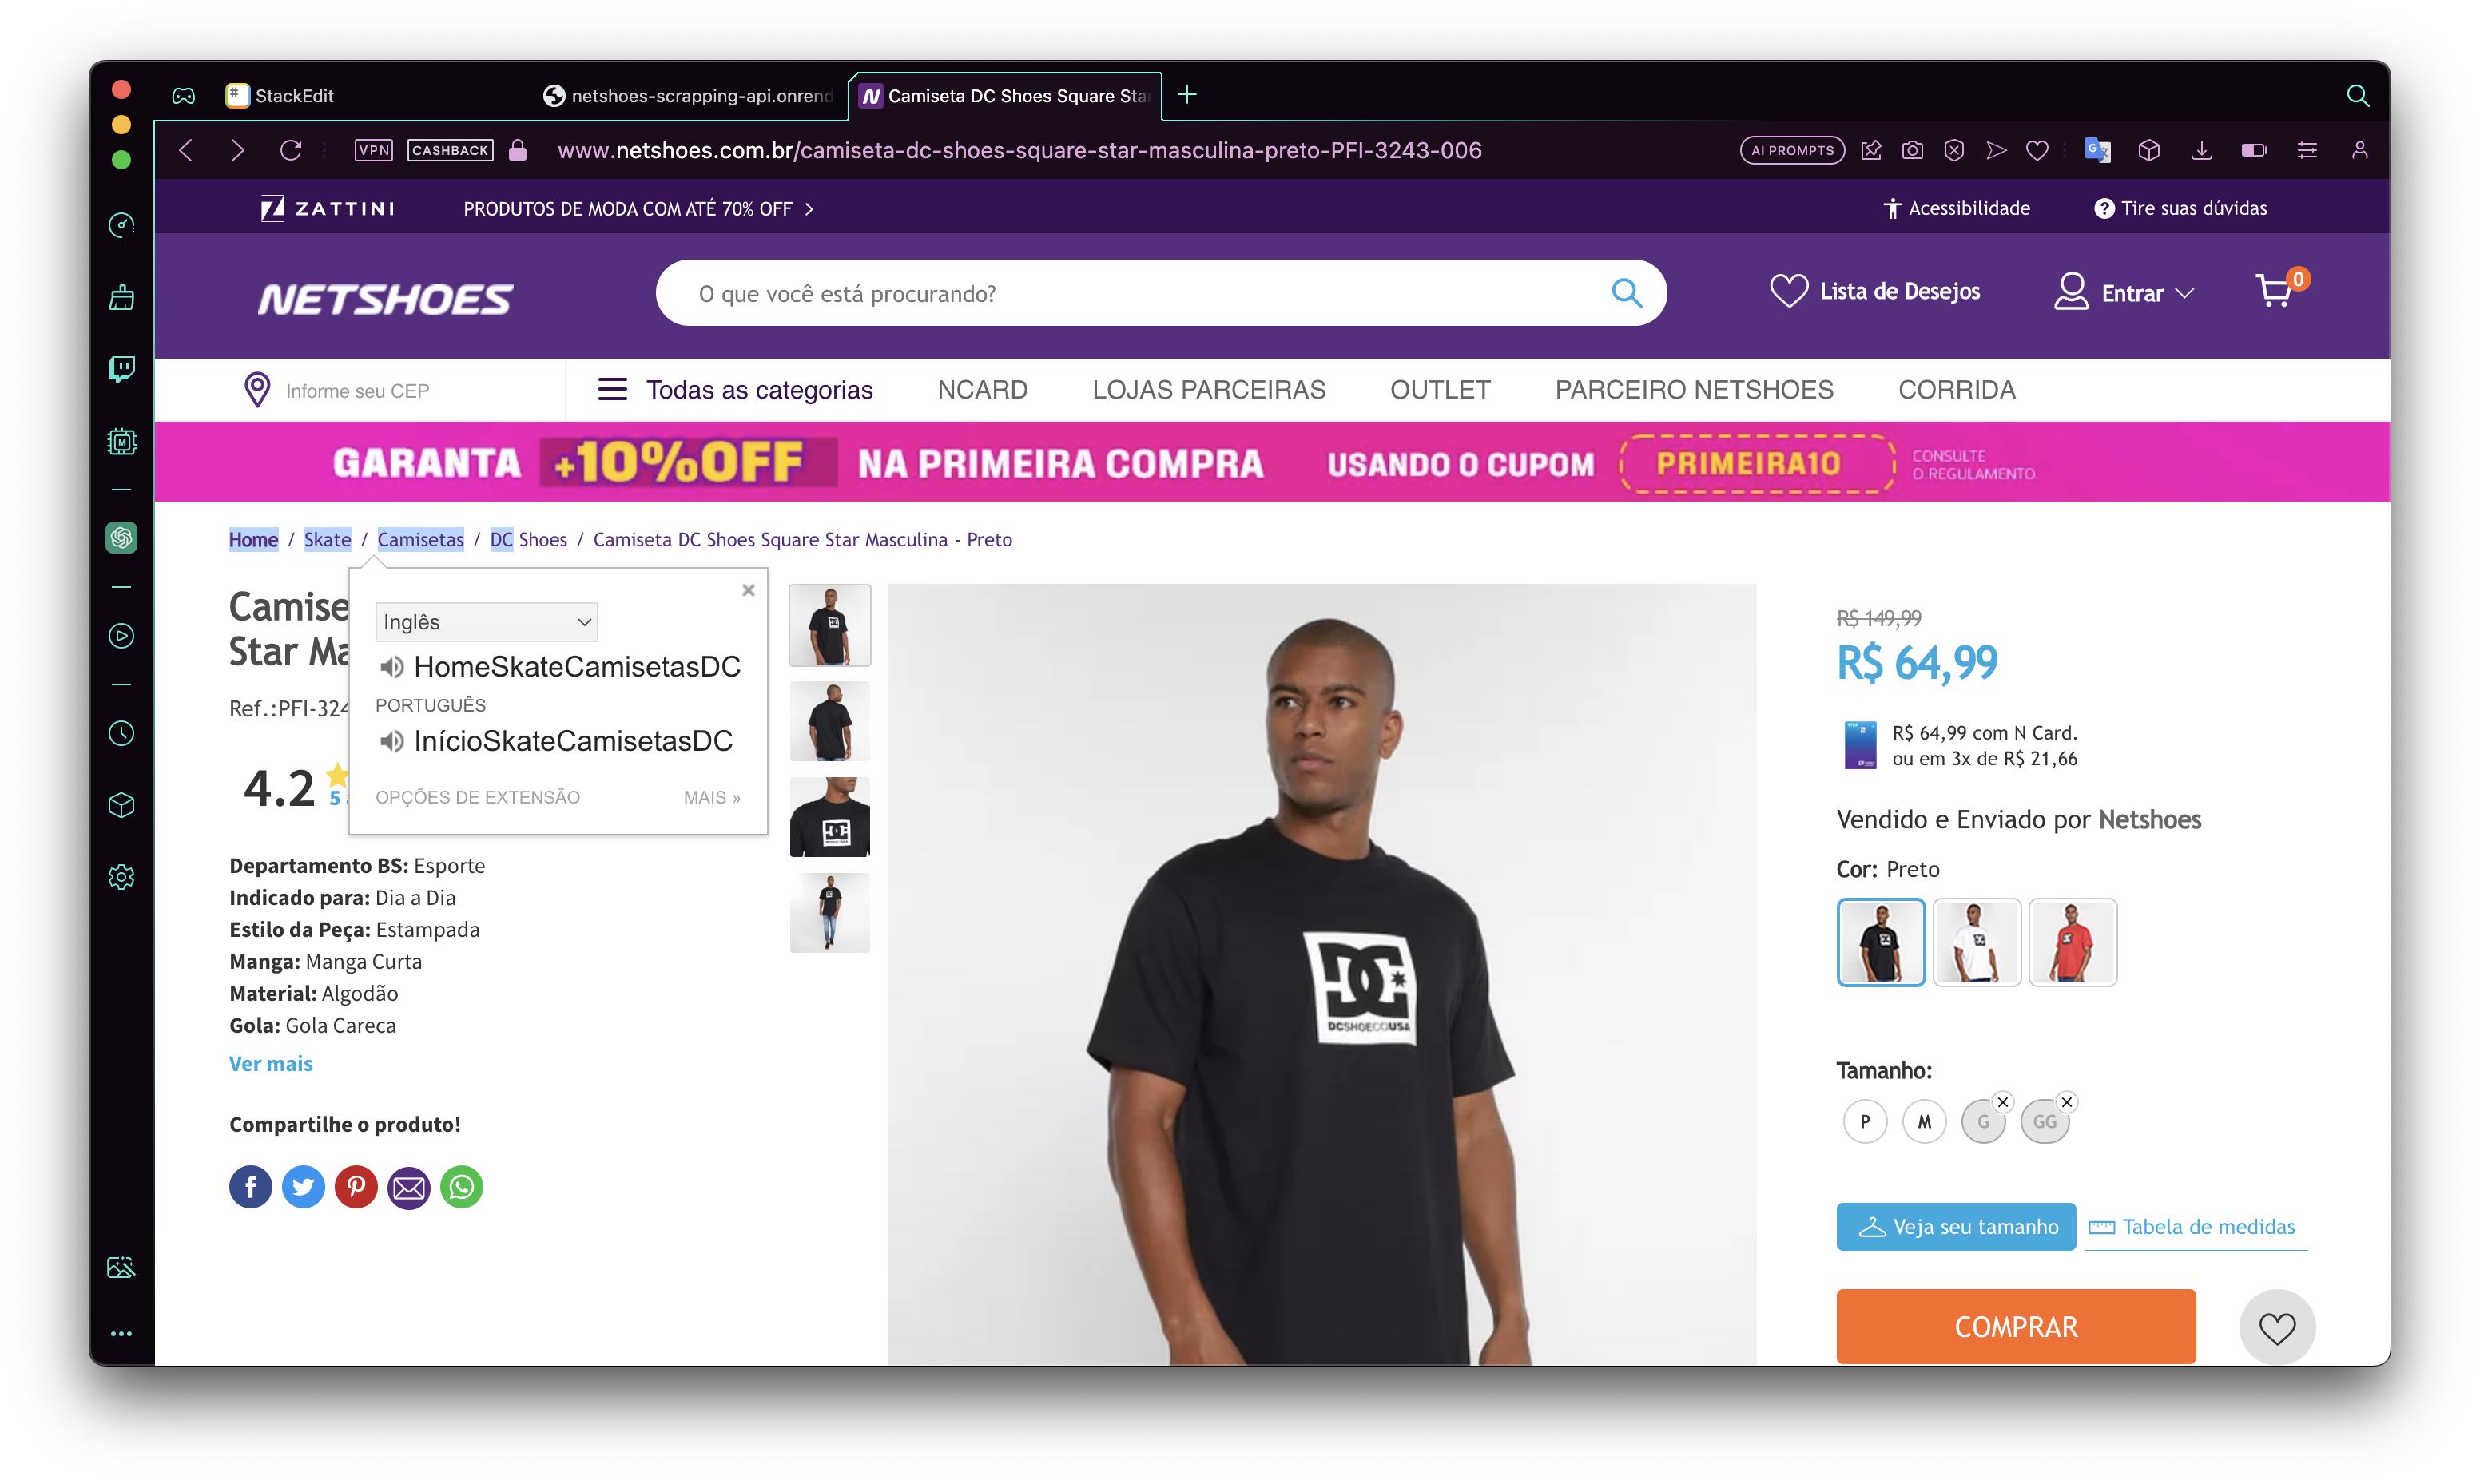 StackEdit
netshoes-scrapping-api.onrend
Camiseta DC Shoes Square Sta
VPN
CASHBACK
www.netshoes.com.br/camiseta-dc-shoes-square-star-masculina-preto-PFI-3243-006
AI PROMPTS
ZATTINI
PRODUTOS DE MODA COM ATÉ 70% OFF >
Acessibilidade
Tire suas dúvidas
NETSHOES
O que você está procurando?
Lista de Desejos
Entrar
0
Informe seu CEP
Todas as categorias
NCARD
LOJAS PARCEIRAS
OUTLET
PARCEIRO NETSHOES
CORRIDA
GARANTA +10%OFF NA PRIMEIRA COMPRA USANDO O CUPOM PRIMEIRA10
CONSULTE
O REGULAMENTO.
Home / Skate / Camisetas / DC Shoes / Camiseta DC Shoes Square Star Masculina - Preto
Camise
Star Ma
Ref.:PFI-324
4.2
5
Inglês
HomeSkateCamisetasDC
PORTUGUÊS
InícioSkateCamisetasDC
OPÇÕES DE EXTENSÃO
MAIS »
Departamento BS: Esporte
Indicado para: Dia a Dia
Estilo da Peça: Estampada
Manga: Manga Curta
Material: Algodão
Gola: Gola Careca
Ver mais
Compartilhe o produto!
DC
DCSHOECOUSA
R$ 149,99
R$ 64,99
R$ 64,99 com N Card.
ou em 3x de R$ 21,66
Vendido e Enviado por Netshoes
Cor: Preto
Tamanho:
P
M
G
GG
Veja seu tamanho
Tabela de medidas
COMPRAR